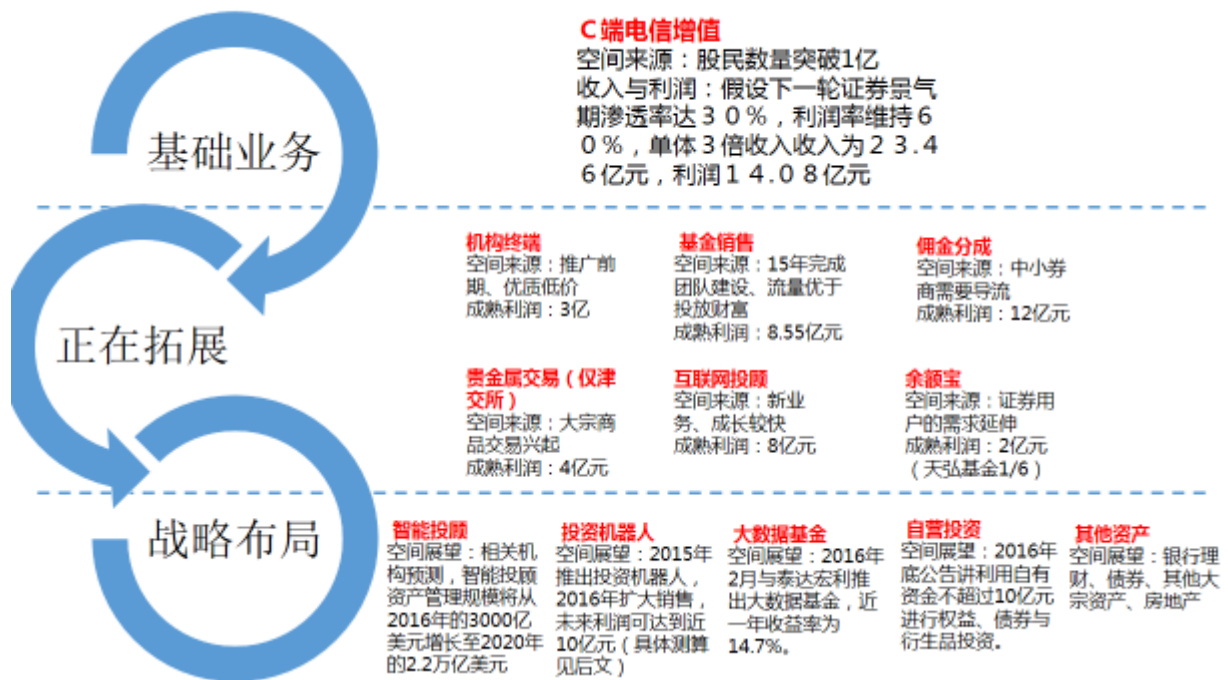 C端电信增值
空间来源：股民数量突破1亿
收入与利润：假设下一轮证券景气
期渗透率达３０％，利润率维持６
０％，单体３倍收入收入为２３.４
６亿元，利润１４.０８亿元
基础业务
机构终端
空间来源：推广前
期、优质低价
成熟利润：3亿
基金销售
空间来源：15年完成
团队建设、流量优于
投放财富
成熟利润：8.55亿元
佣金分成
空间来源：中小券
商需要导流
成熟利润：12亿元
正在拓展
贵金属交易（仅津
交所）
空间来源：大宗商
品交易兴起
成熟利润：4亿元
互联网投顾
空间来源：新业
务、成长较快
成熟利润：8亿元
余额宝
空间来源：证券用
户的需求延伸
成熟利润：2亿元
（天弘基金1/6）
战略布局
智能投顾
空间展望：相关机
构预测，智能投顾
资产管理规模将从
2016年的3000亿
美元增长至2020年
的2.2万亿美元
投资机器人
空间展望：2015年
推出投资机器人，
2016年扩大销售，
未来利润可达到近
10亿元（具体测算
见后文）
大数据基金
空间展望：2016年
2月与泰达宏利推
出大数据基金，近
一年收益率为
14.7%。
自营投资
空间展望：2016年
底公告讲利用自有
资金不超过10亿元
进行权益、债券与
衍生品投资。
其他资产
空间展望：银行理
财、债券、其他大
宗资产、房地产